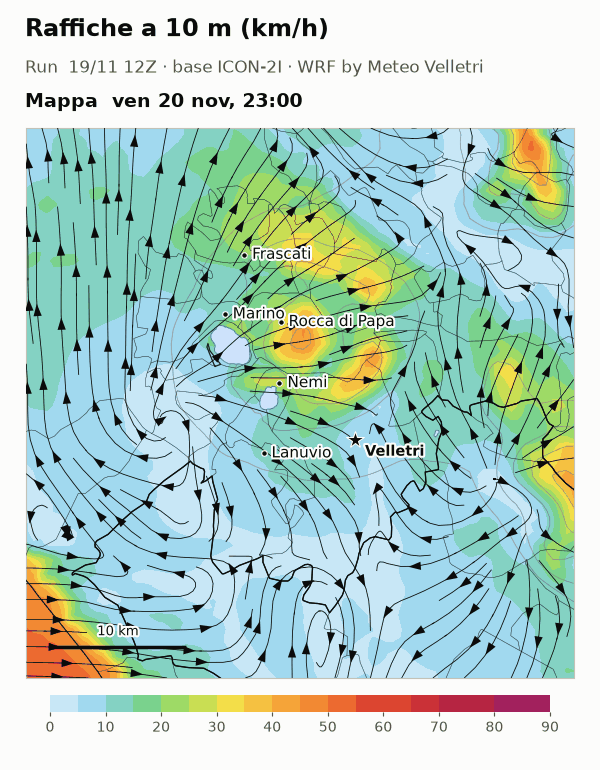 Raffiche a 10 m (km/h)
Run  19/11 12Z · base ICON-2I · WRF by Meteo Velletri
Mappa  ven 20 nov, 23:00
Frascati
Marino
Rocca di Papa
Nemi
Velletri
Lanuvio
10 km
0 10 20 30 40 50 60 70 80 90